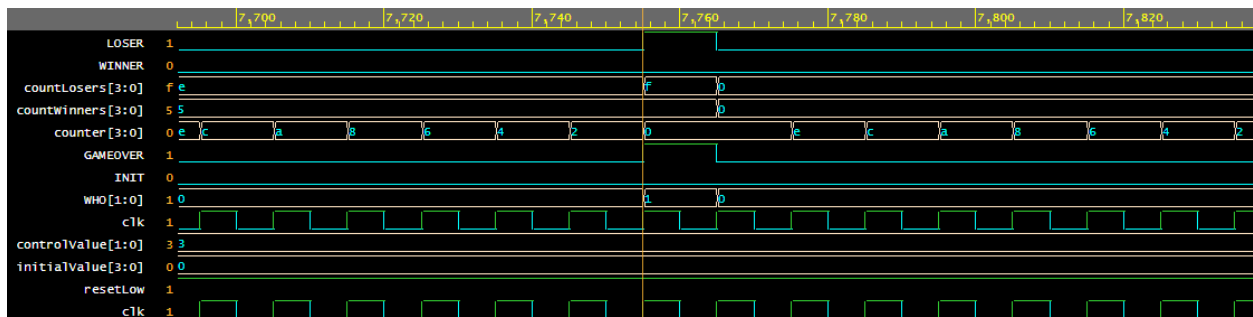 7,700 7,720 7,740 7,760 7,780 7,800 7,820
LOSER 1
WINNER 0
countLosers[3:0] f e f 0
countWinners[3:0] 5 5 0
counter[3:0] 0 e c a 8 6 4 2 0 e c a 8 6 4 2
GAMEOVER 1
INIT 0
WHO[1:0] 1 0 1 0
clk 1
controlValue[1:0] 3 3
initialValue[3:0] 0 0
resetLow 1
clk 1